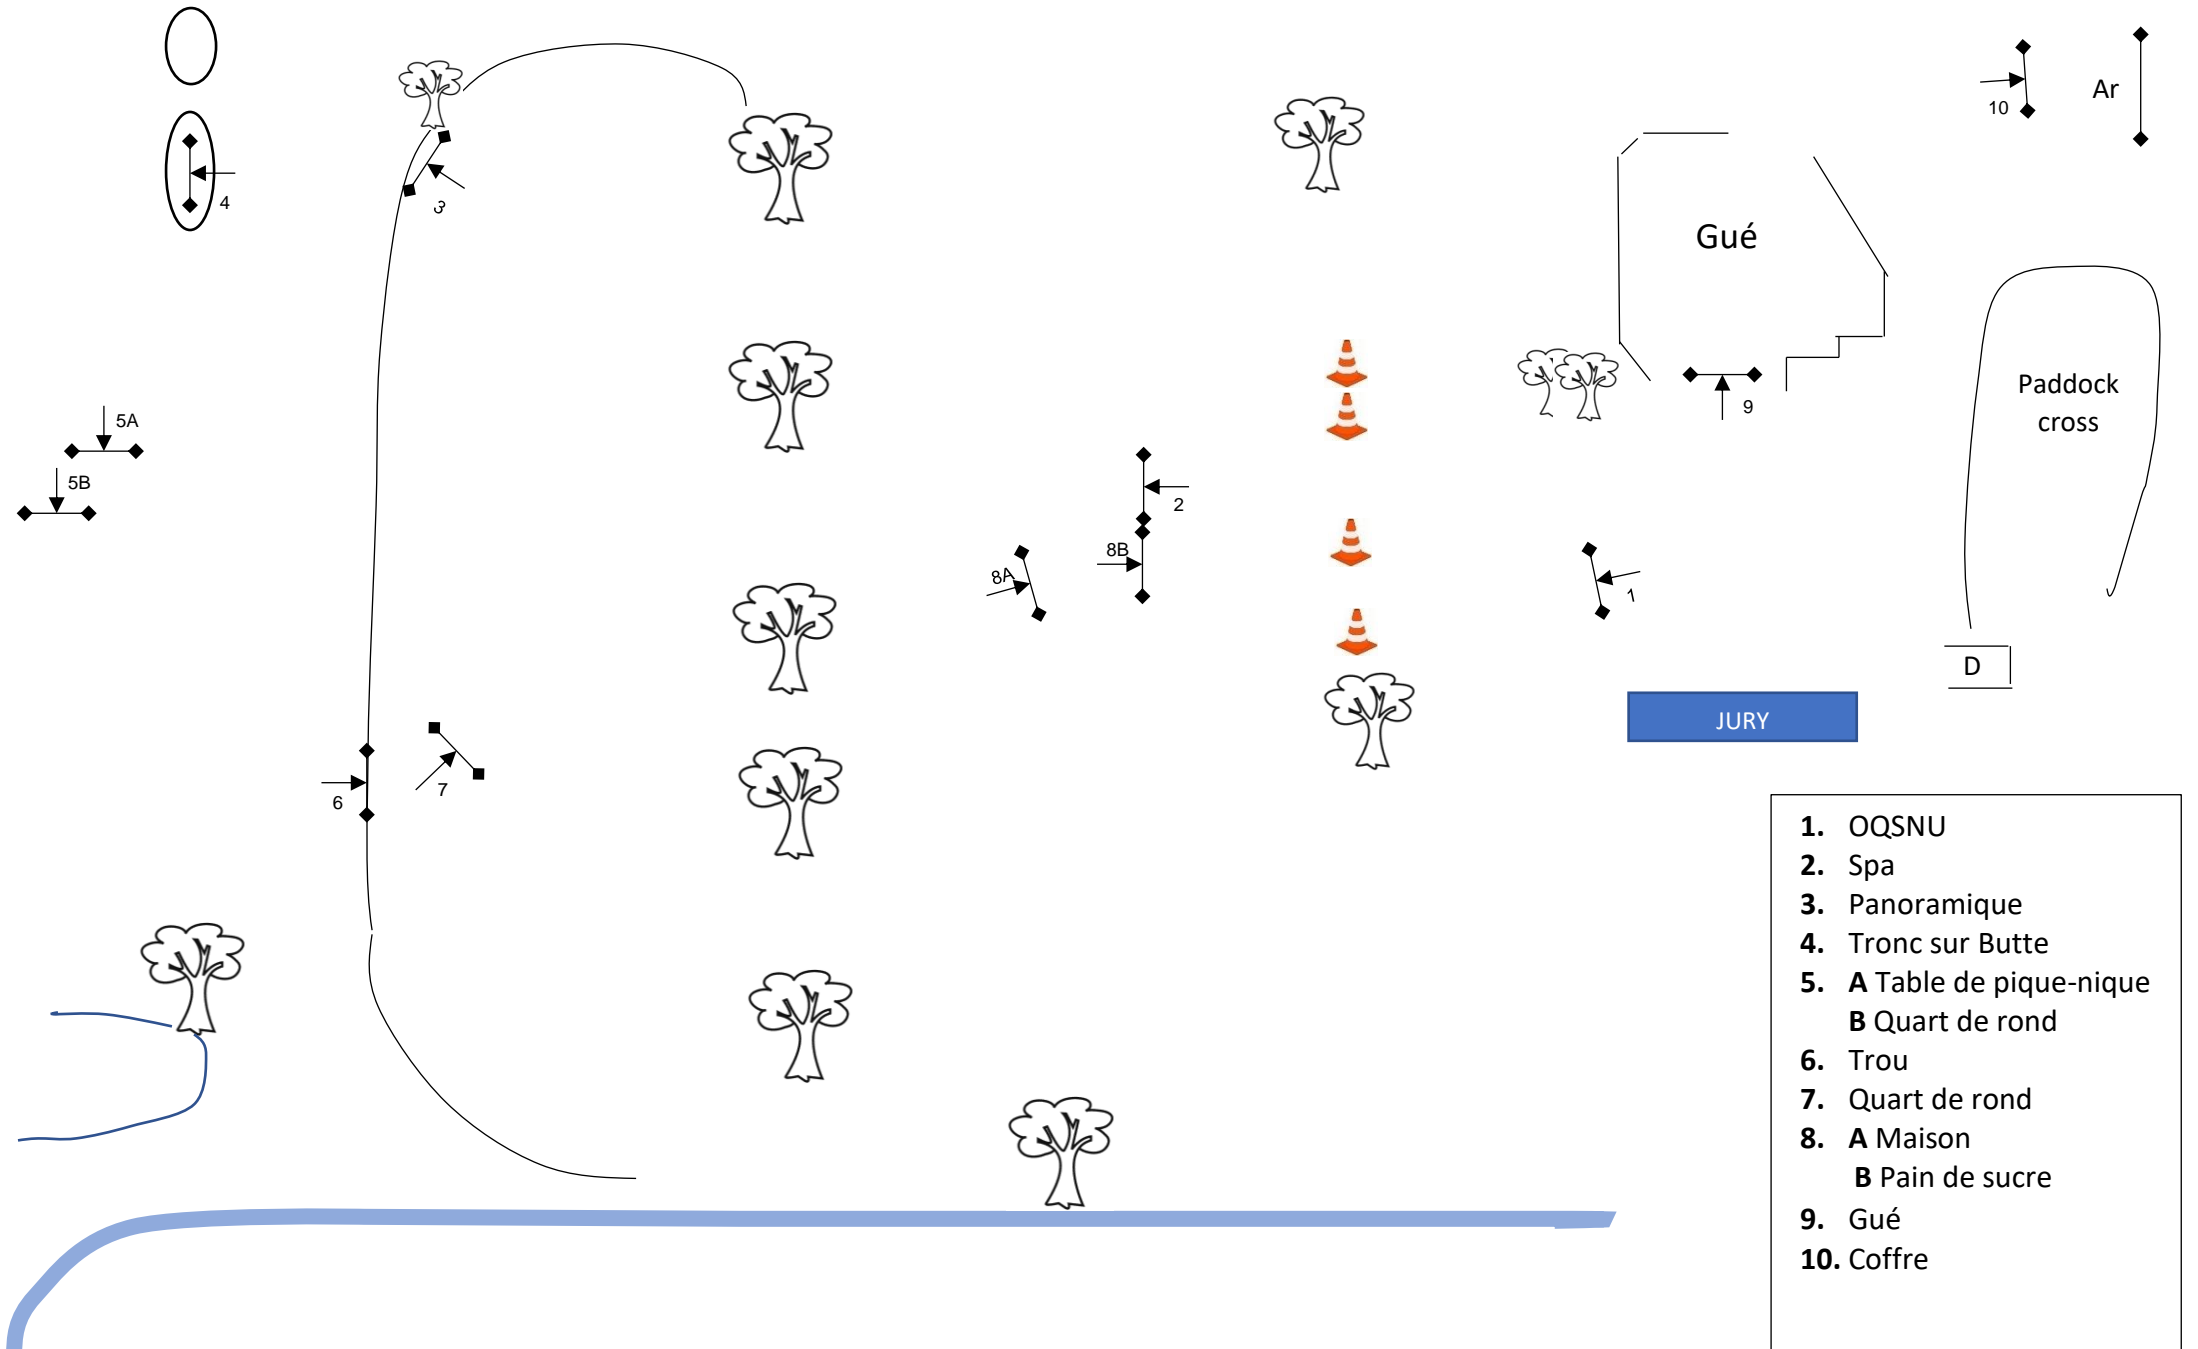 10
Ar
4
3
Gué
Paddock
cross
5A
5B
9
2
8B
8A
1
D
JURY
6
7
1. OQSNU
2. Spa
3. Panoramique
4. Tronc sur Butte
5. A Table de pique-nique
B Quart de rond
6. Trou
7. Quart de rond
8. A Maison
B Pain de sucre
9. Gué
10. Coffre